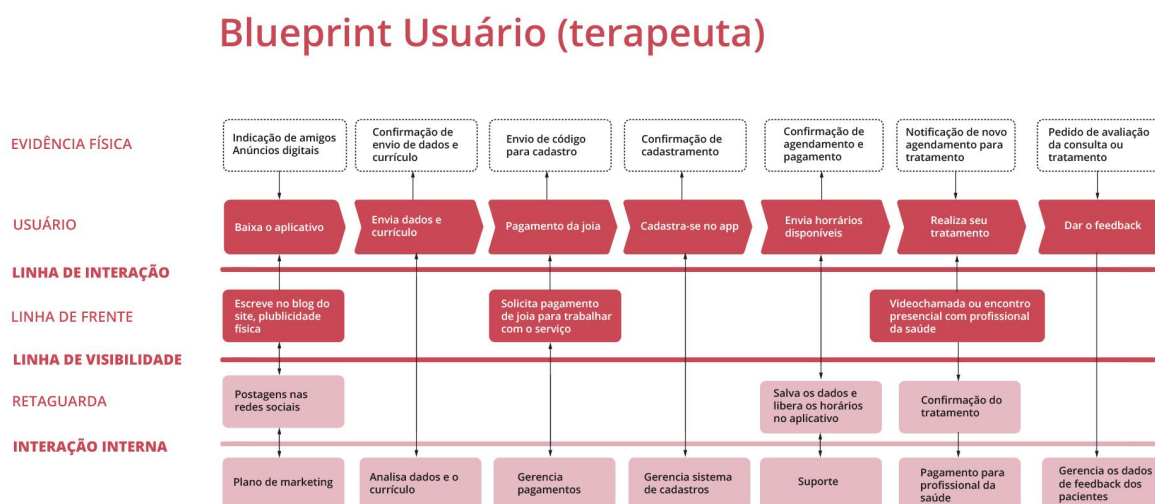 Blueprint Usuário (terapeuta)
EVIDÊNCIA FÍSICA
Indicação de amigos
Anúncios digitais
Confirmação de
envio de dados e
currículo
Envio de código
para cadastro
Confirmação de
cadastramento
Confirmação de
agendamento e
pagamento
Notificação de novo
agendamento para
tratamento
Pedido de avaliação
da consulta ou
tratamento
USUÁRIO
Baixa o aplicativo
Envia dados e
currículo
Pagamento da joia
Cadastra-se no app
Envia horrários
disponíveis
Realiza seu
tratamento
Dar o feedback
LINHA DE INTERAÇÃO
LINHA DE FRENTE
Escreve no blog do
site, plublicidade
física
Solicita pagamento
de joia para trabalhar
com o serviço
Videochamada ou encontro
presencial com profissional
da saúde
LINHA DE VISIBILIDADE
RETAGUARDA
Postagens nas
redes sociais
Salva os dados e
libera os horários
no aplicativo
Confirmação do
tratamento
INTERAÇÃO INTERNA
Plano de marketing
Analisa dados e o
currículo
Gerencia
pagamentos
Gerencia sistema
de cadastros
Suporte
Pagamento para
profissional da
saúde
Gerencia os dados
de feedback dos
pacientes